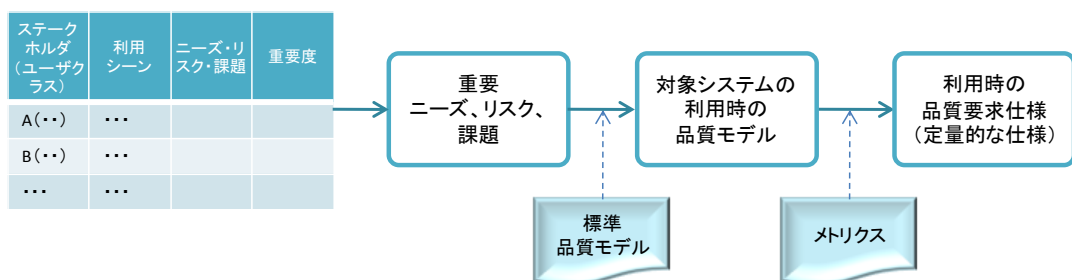 ステーク
ホルダ
(ユーザク
ラス)
利用
シーン
ニーズ・リ
スク・課題
重要度
A(・・)
・・・
B(・・)
・・・
・・・
・・・
重要
ニーズ、リスク、
課題
対象システムの
利用時の
品質モデル
利用時の
品質要求仕様
(定量的な仕様)
標準
品質モデル
メトリクス